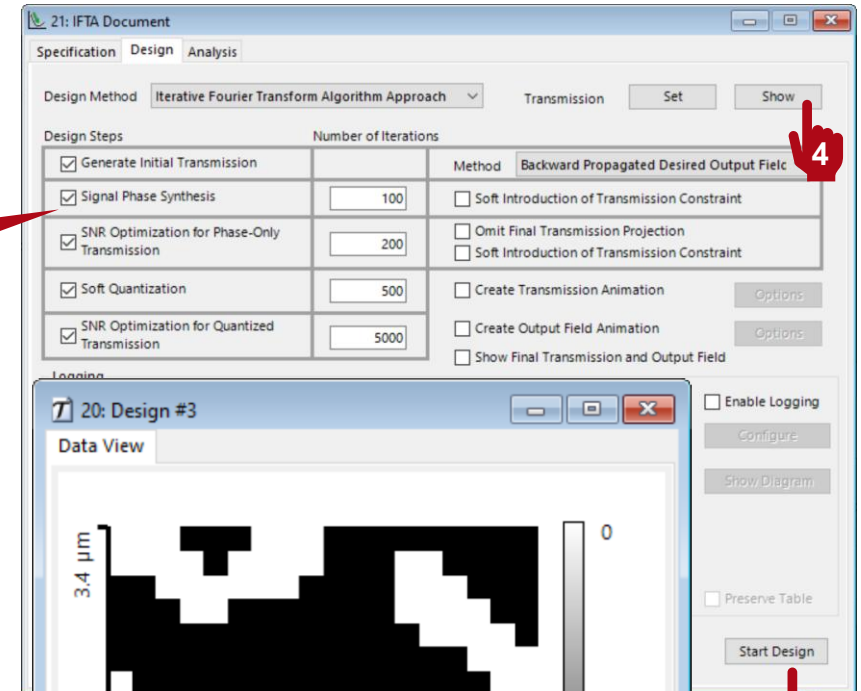 21: IFTA Document
Specification Design Analysis
Design Method Iterative Fourier Transform Algorithm Approach Transmission Set Show
4
Design Steps Number of Iterations
Generate Initial Transmission Method Backward Propagated Desired Output Field
Signal Phase Synthesis 100 Soft Introduction of Transmission Constraint
SNR Optimization for Phase-Only Transmission 200 Omit Final Transmission Projection
Soft Introduction of Transmission Constraint
Soft Quantization 500 Create Transmission Animation Options
SNR Optimization for Quantized Transmission 5000 Create Output Field Animation Options
Show Final Transmission and Output Field
Logging
Enable Logging
Configure
Show Diagram
Preserve Table
Start Design
20: Design #3
Data View
3.4 µm
0